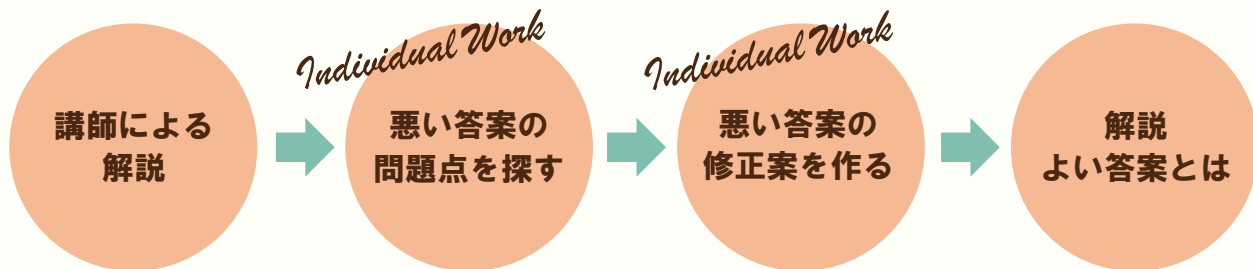 講師による
解説
Individual Work
悪い答案の
問題点を探す
Individual Work
悪い答案の
修正案を作る
解説
よい答案とは